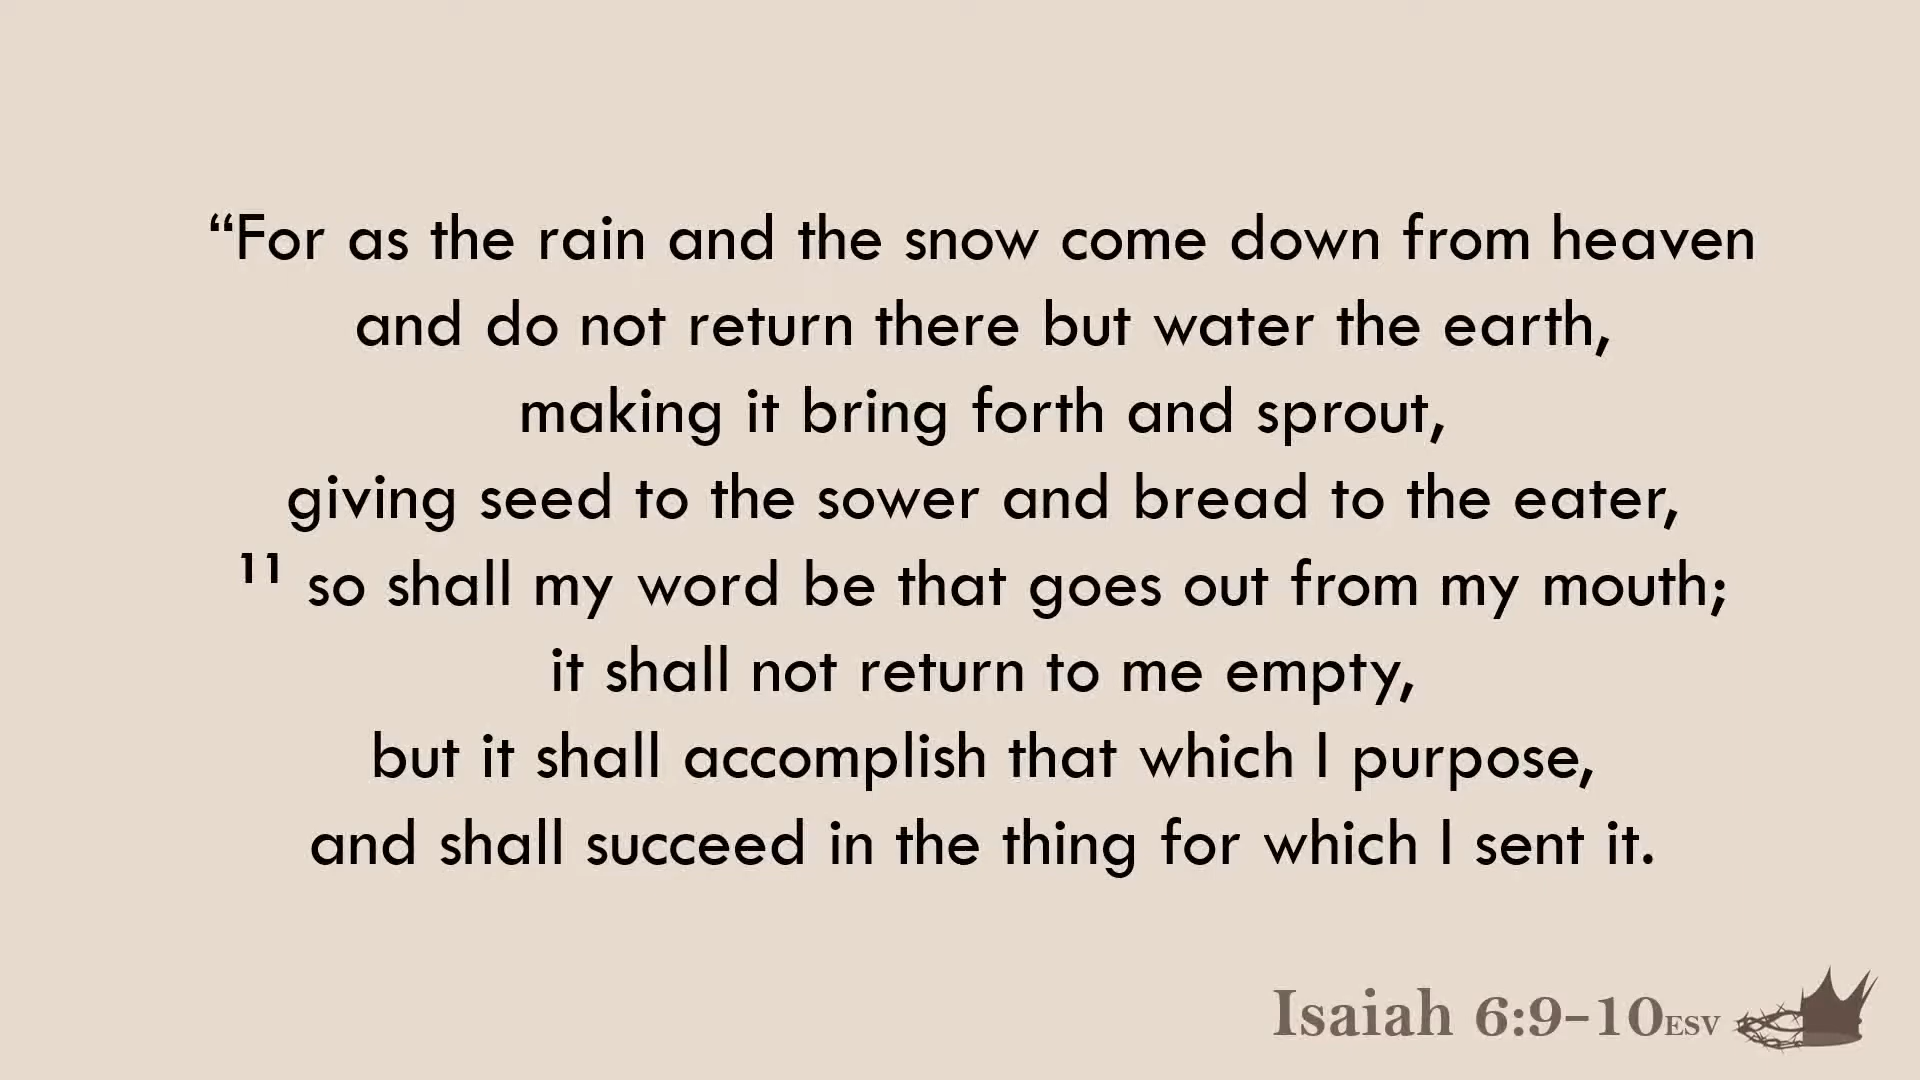 “For as the rain and the snow come down from heaven
and do not return there but water the earth,
making it bring forth and sprout,
giving seed to the sower and bread to the eater,
¹¹ so shall my word be that goes out from my mouth;
it shall not return to me empty,
but it shall accomplish that which I purpose,
and shall succeed in the thing for which I sent it.
Isaiah 6:9-10 ESV